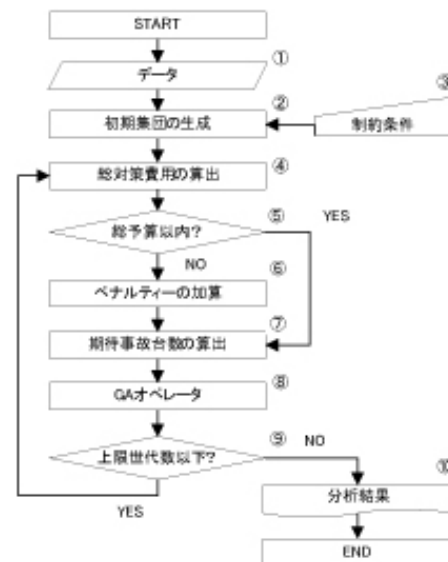 START
①
データ
②
初期集団の生成
③
制約条件
④
総対策費用の算出
⑤
総予算以内?
YES
NO
⑥
ペナルティーの加算
⑦
期待事故台数の算出
⑧
GAオペレータ
⑨
上限世代数以下?
NO
YES
⑩
分析結果
END